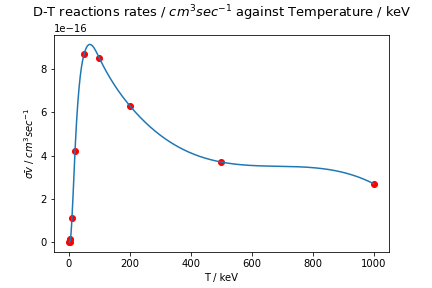 D-T reactions rates / cm³sec⁻¹ against Temperature / keV
1e−16
8
6
4
2
0
σ̄v / cm³sec⁻¹
0 200 400 600 800 1000
T / keV